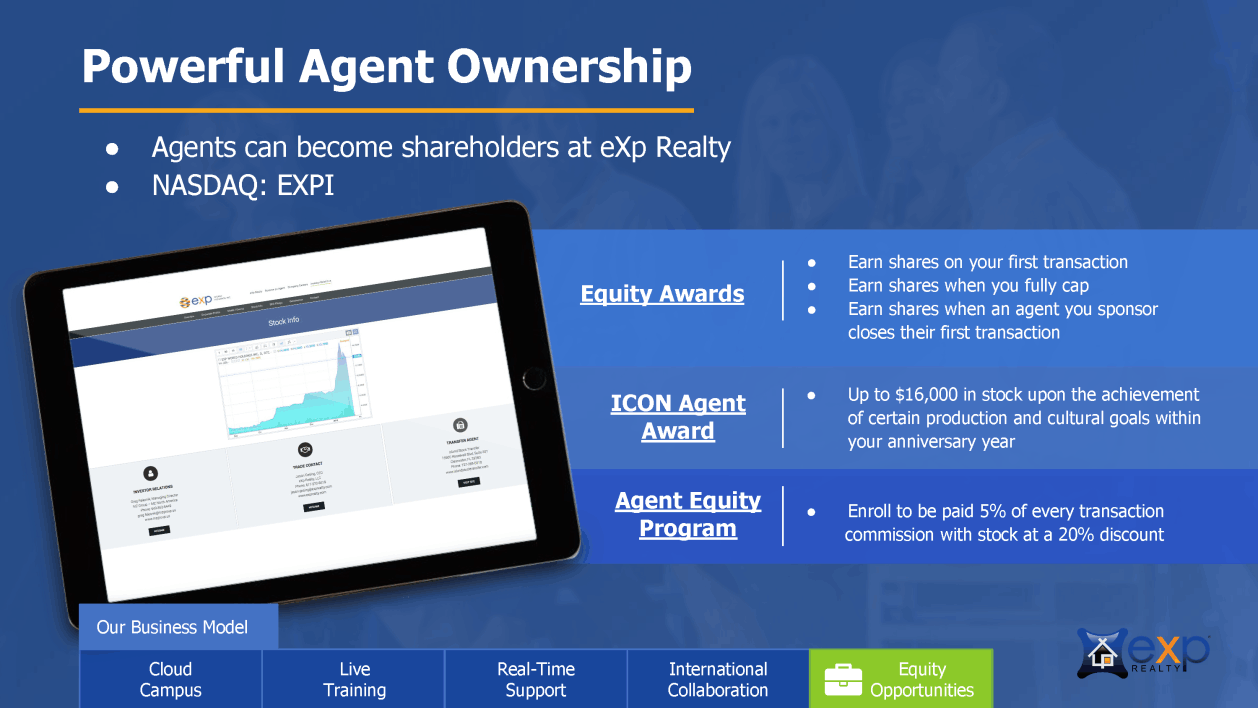 Powerful Agent Ownership
● Agents can become shareholders at eXp Realty
● NASDAQ: EXPI
exp
Stock Info
INVESTOR RELATIONS
TRADE CONTACT
TRANSFER AGENT
Equity Awards
● Earn shares on your first transaction
● Earn shares when you fully cap
● Earn shares when an agent you sponsor
closes their first transaction
ICON Agent
Award
● Up to $16,000 in stock upon the achievement
of certain production and cultural goals within
your anniversary year
Agent Equity
Program
● Enroll to be paid 5% of every transaction
commission with stock at a 20% discount
Our Business Model
Cloud
Campus
Live
Training
Real-Time
Support
International
Collaboration
Equity
Opportunities
exp
REALTY